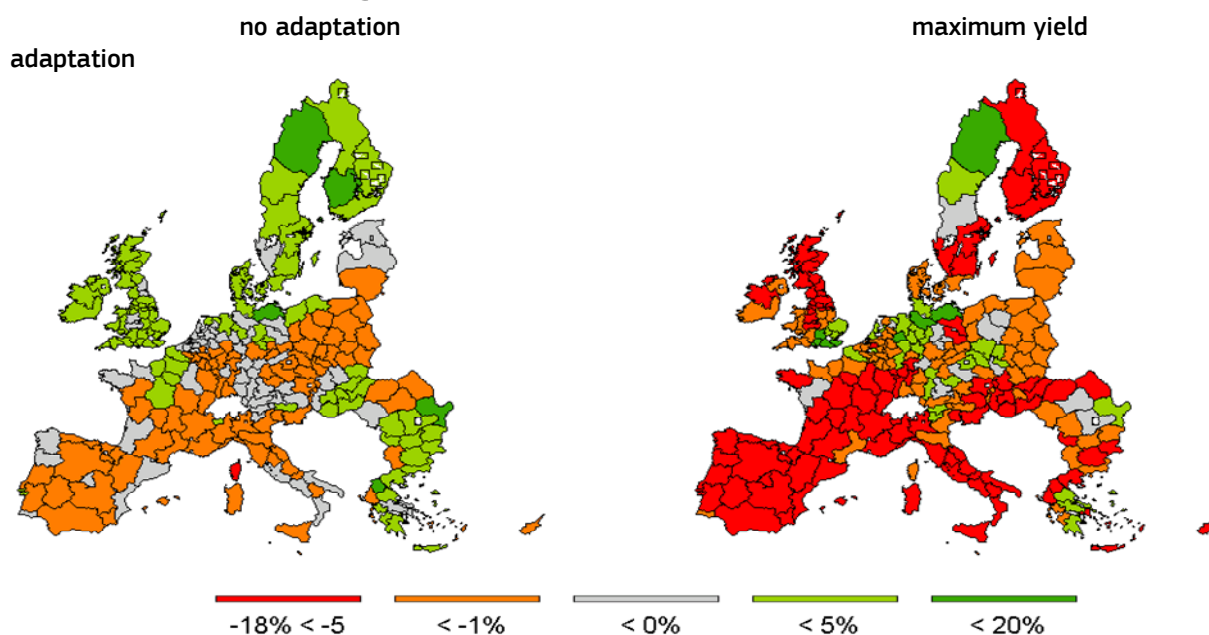 no adaptation maximum yield
adaptation
-18% < -5 < -1% < 0% < 5% < 20%